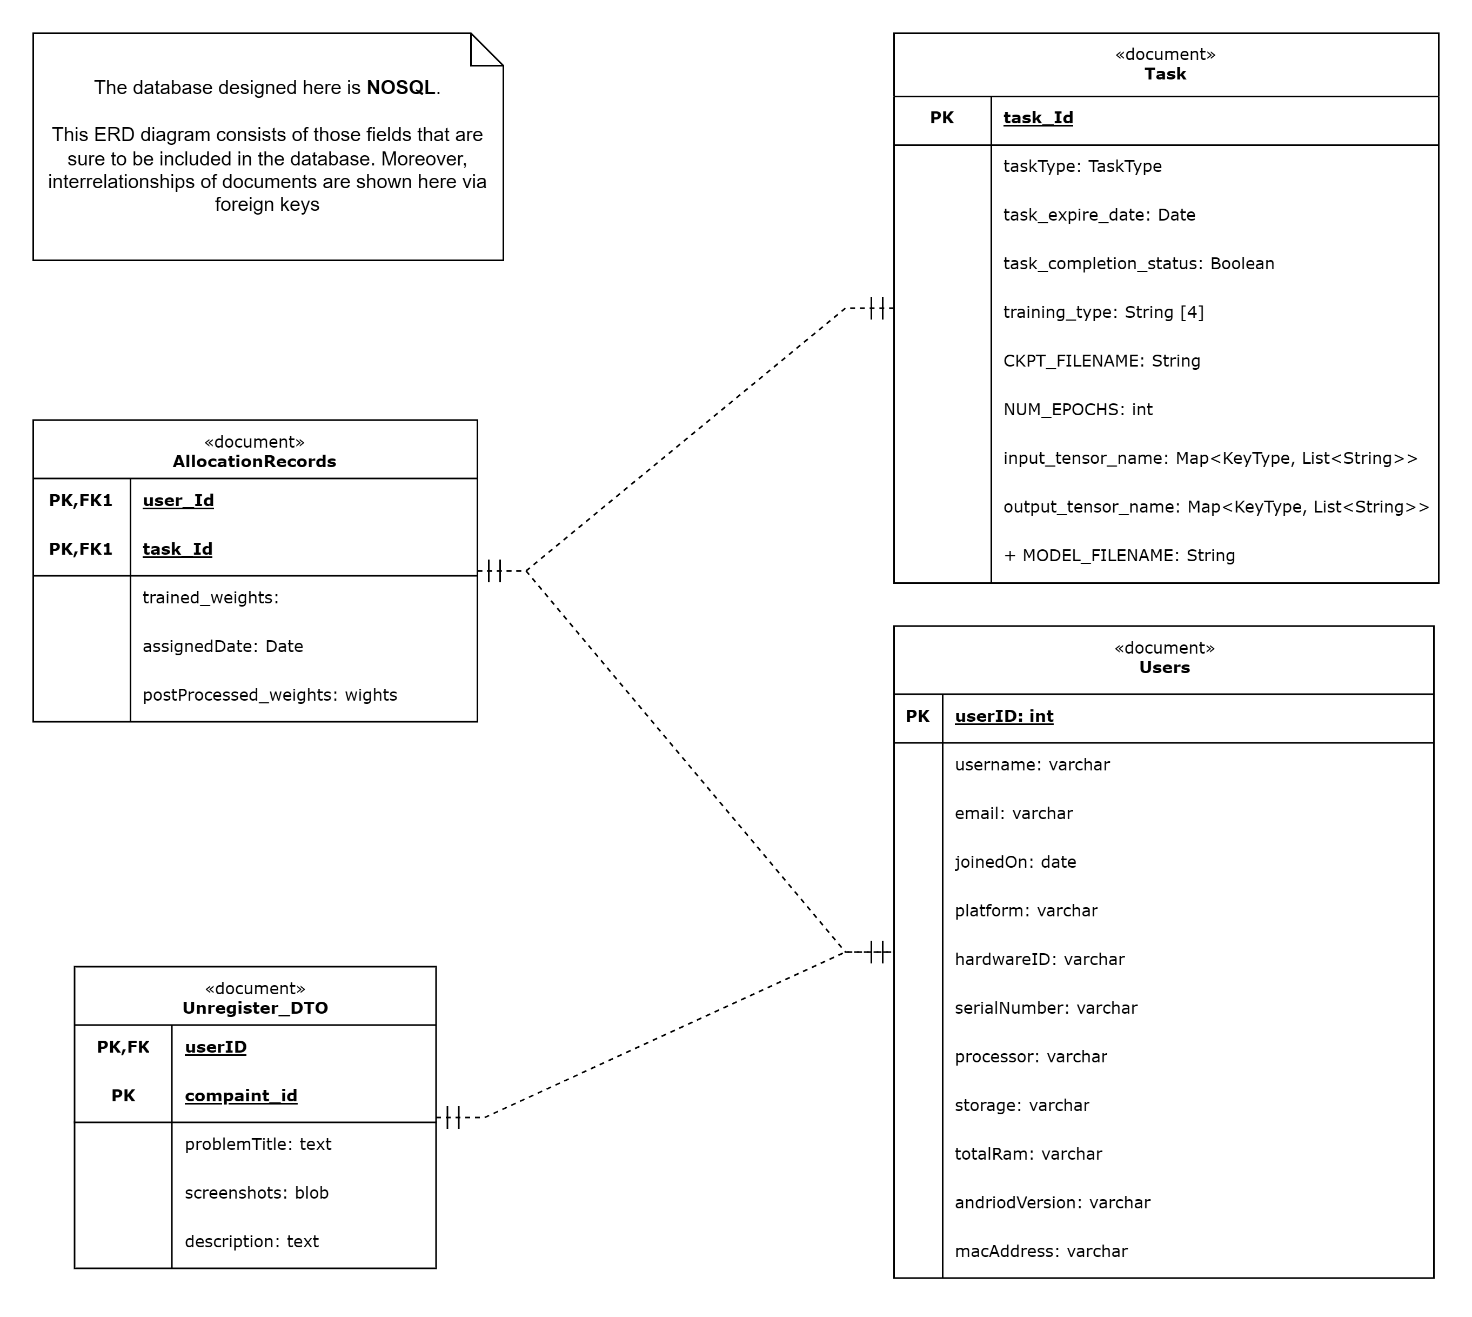 The database designed here is NOSQL.
This ERD diagram consists of those fields that are
sure to be included in the database. Moreover,
interrelationships of documents are shown here via
foreign keys
«document»
Task
PK task_Id
taskType: TaskType
task_expire_date: Date
task_completion_status: Boolean
training_type: String [4]
CKPT_FILENAME: String
NUM_EPOCHS: int
input_tensor_name: Map<KeyType, List<String>>
output_tensor_name: Map<KeyType, List<String>>
+ MODEL_FILENAME: String
«document»
AllocationRecords
PK,FK1 user_Id
PK,FK1 task_Id
trained_weights:
assignedDate: Date
postProcessed_weights: wights
«document»
Users
PK userID: int
username: varchar
email: varchar
joinedOn: date
platform: varchar
hardwareID: varchar
serialNumber: varchar
processor: varchar
storage: varchar
totalRam: varchar
andriodVersion: varchar
macAddress: varchar
«document»
Unregister_DTO
PK,FK userID
PK compaint_id
problemTitle: text
screenshots: blob
description: text